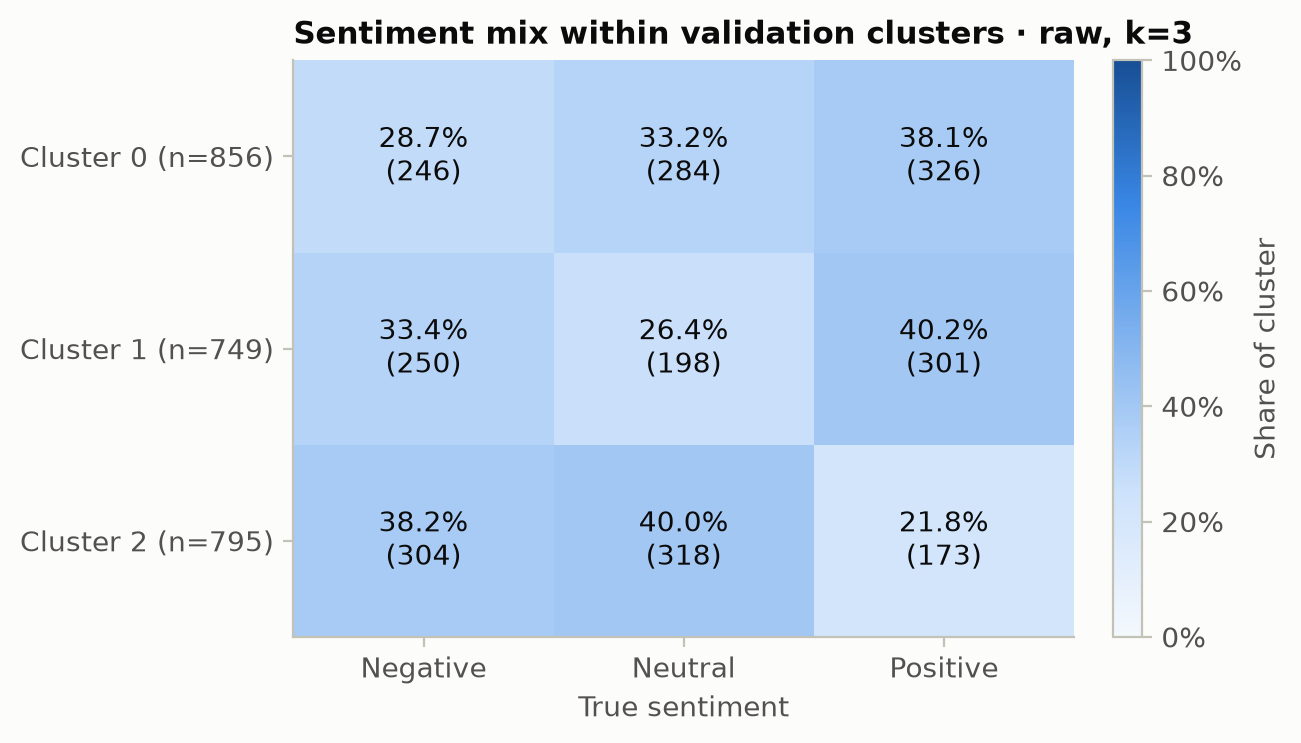 Sentiment mix within validation clusters · raw, k=3
Cluster 0 (n=856)
28.7%
(246)
33.2%
(284)
38.1%
(326)
Cluster 1 (n=749)
33.4%
(250)
26.4%
(198)
40.2%
(301)
Cluster 2 (n=795)
38.2%
(304)
40.0%
(318)
21.8%
(173)
Negative
Neutral
Positive
True sentiment
100%
80%
60%
40%
20%
0%
Share of cluster